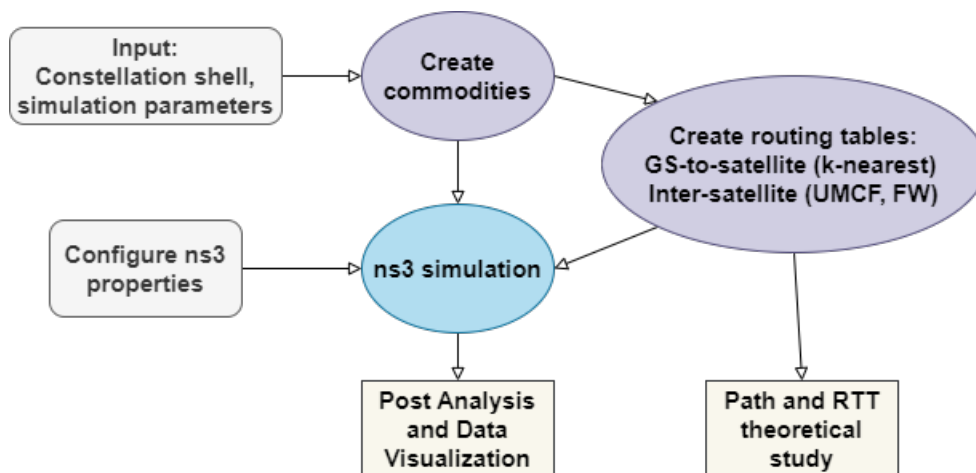 Input:
Constellation shell,
simulation parameters
Create
commodities
Create routing tables:
GS-to-satellite (k-nearest)
Inter-satellite (UMCF, FW)
Configure ns3
properties
ns3 simulation
Post Analysis
and Data
Visualization
Path and RTT
theoretical
study